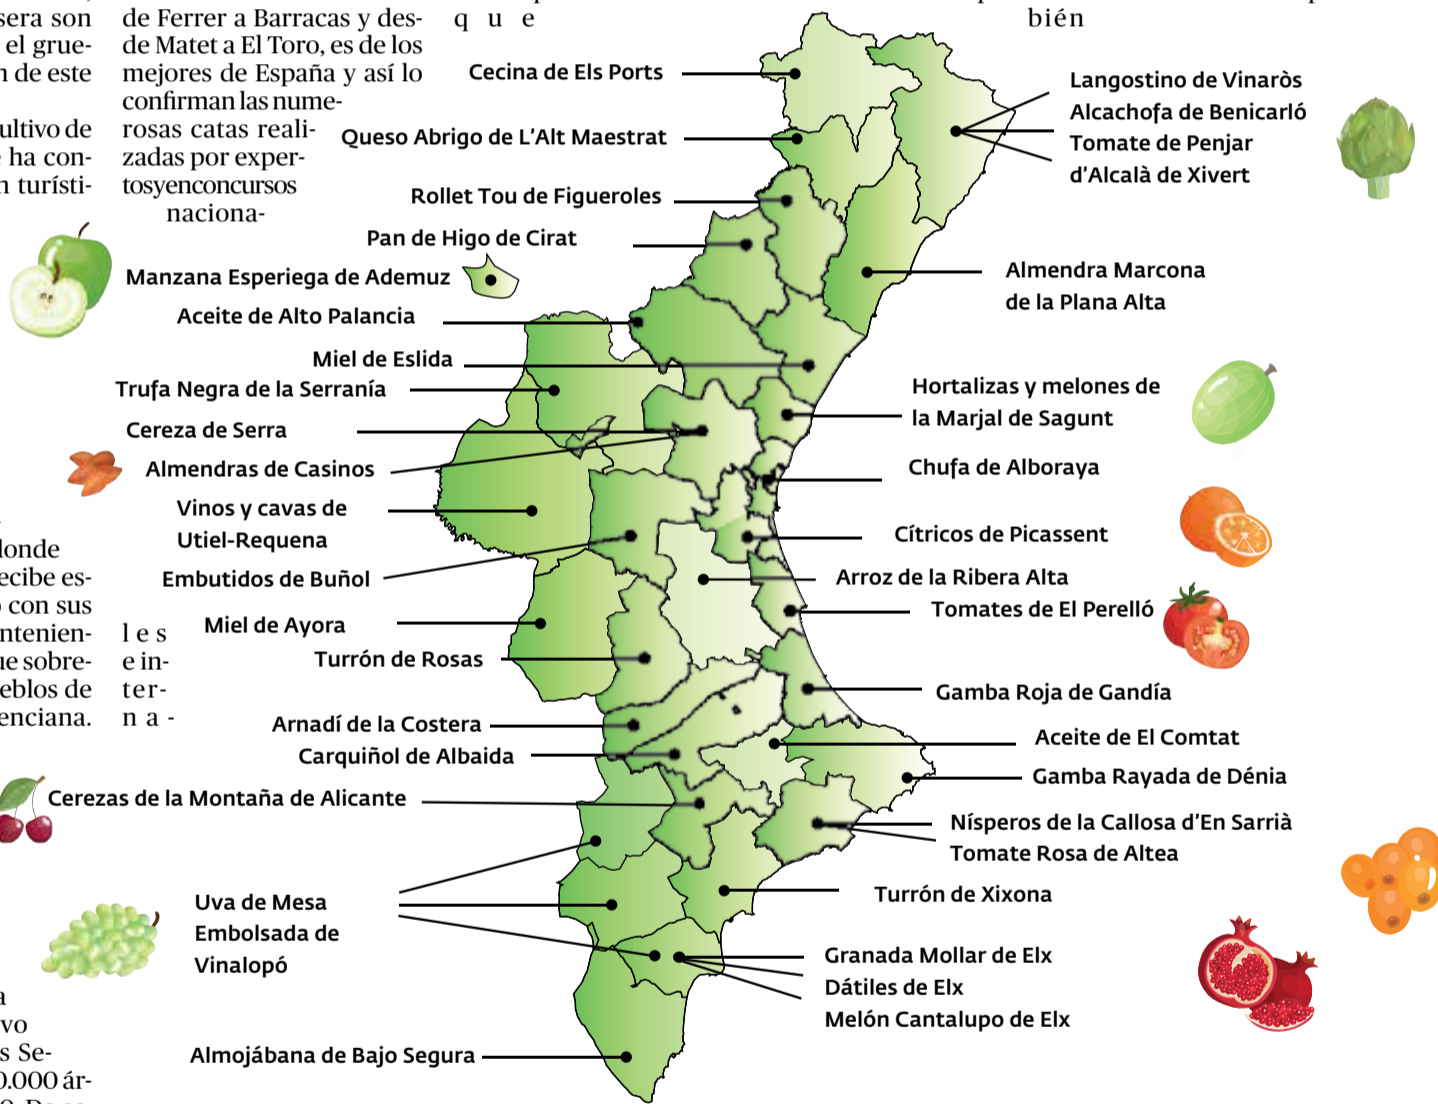 sera son
el grue-
n de este
ultivo de
e ha con-
n turísti-
de Ferrer a Barracas y des-
de Matet a El Toro, es de los
mejores de España y así lo
confirman las nume-
rosas catas reali-
zadas por exper-
tosyenconcursos
naciona-
que
bién
Cecina de Els Ports
Queso Abrigo de L'Alt Maestrat
Rollet Tou de Figueroles
Pan de Higo de Cirat
Manzana Esperiega de Ademuz
Aceite de Alto Palancia
Miel de Eslida
Trufa Negra de la Serranía
Cereza de Serra
Almendras de Casinos
Vinos y cavas de
Utiel-Requena
Embutidos de Buñol
Miel de Ayora
Turrón de Rosas
Arnadí de la Costera
Carquiñol de Albaida
Cerezas de la Montaña de Alicante
Uva de Mesa
Embolsada de
Vinalopó
Almojábana de Bajo Segura
Langostino de Vinaròs
Alcachofa de Benicarló
Tomate de Penjar
d'Alcalà de Xivert
Almendra Marcona
de la Plana Alta
Hortalizas y melones de
la Marjal de Sagunt
Chufa de Alboraya
Cítricos de Picassent
Arroz de la Ribera Alta
Tomates de El Perelló
Gamba Roja de Gandía
Aceite de El Comtat
Gamba Rayada de Dénia
Nísperos de la Callosa d'En Sarrià
Tomate Rosa de Altea
Turrón de Xixona
Granada Mollar de Elx
Dátiles de Elx
Melón Cantalupo de Elx
londe
ecibe es-
o con sus
ntenien-
ue sobre-
eblos de
enciana.
les
e in-
ter-
na-
a
vo
s Se-
0.000 ár-